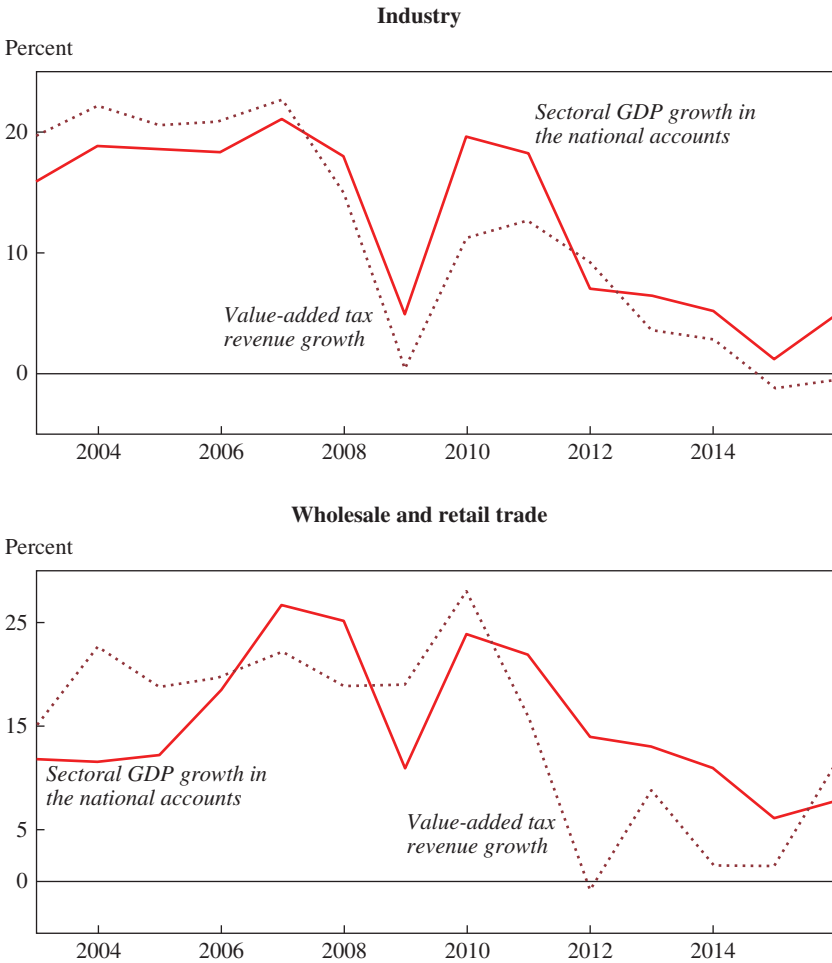 Industry
Percent
20
10
0
Sectoral GDP growth in
the national accounts
Value-added tax
revenue growth
2004 2006 2008 2010 2012 2014
Wholesale and retail trade
Percent
25
15
5
0
Sectoral GDP growth in
the national accounts
Value-added tax
revenue growth
2004 2006 2008 2010 2012 2014